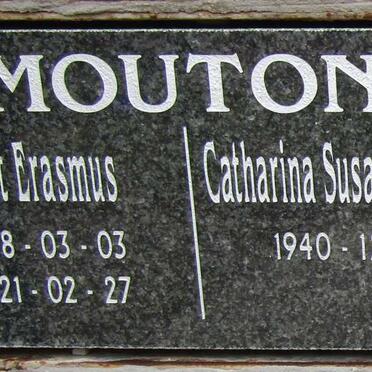 MOUTON
t Erasmus
8 - 03 - 03
21 - 02 - 27
Catharina Susa
1940 - 1